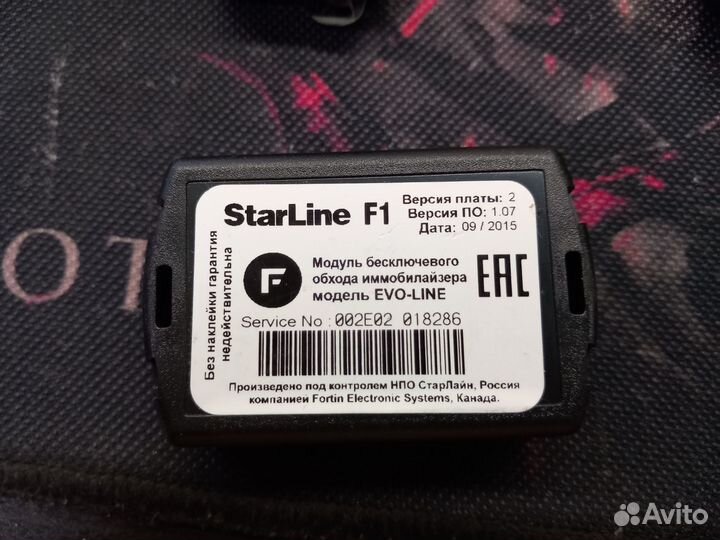 StarLine F1
Версия платы: 2
Версия ПО: 1.07
Дата: 09 / 2015
Без наклейки гарантия
недействительна
F
Модуль бесключевого
обхода иммобилайзера
модель EVO-LINE
EAC
Service No : 002E02 018286
Произведено под контролем НПО СтарЛайн, Россия
компанией Fortin Electronic Systems, Канада.
OTO
Avito